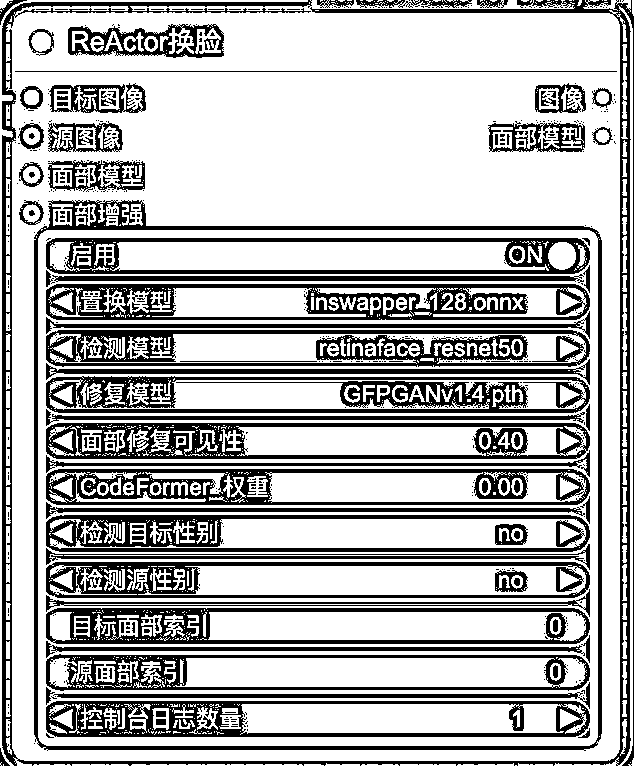 ReActor换脸
目标图像 图像
源图像 面部模型
面部模型
面部增强
启用 ON
置换模型 inswapper_128.onnx
检测模型 retinaface_resnet50
修复模型 GFPGANv1.4.pth
面部修复可见性 0.40
CodeFormer_权重 0.00
检测目标性别 no
检测源性别 no
目标面部索引 0
源面部索引 0
控制台日志数量 1